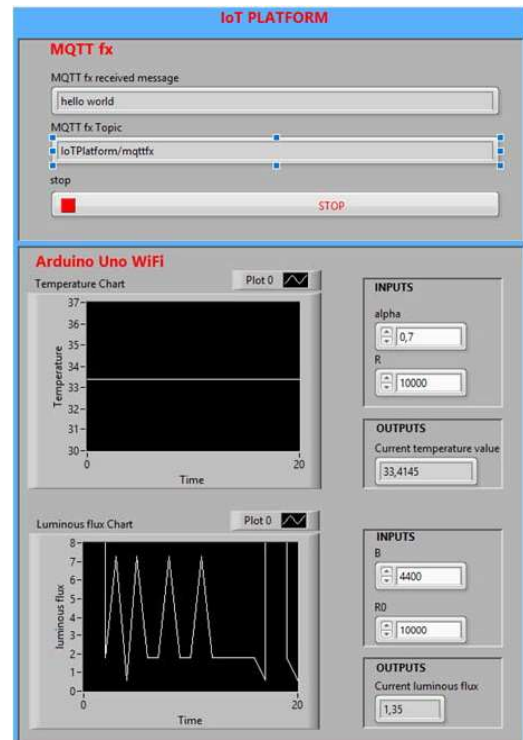 IoT PLATFORM
MQTT fx
MQTT fx received message
hello world
MQTT fx Topic
IoTPlatform/mqttfx
stop
STOP
Arduino Uno WiFi
Temperature Chart
Plot 0
37
36
35
34
33
32
31
30
Temperature
0
20
Time
INPUTS
alpha
0,7
R
10000
OUTPUTS
Current temperature value
33,4145
Luminous flux Chart
Plot 0
8
7
6
5
4
3
2
1
0
luminous flux
0
20
Time
INPUTS
B
4400
R0
10000
OUTPUTS
Current luminous flux
1,35